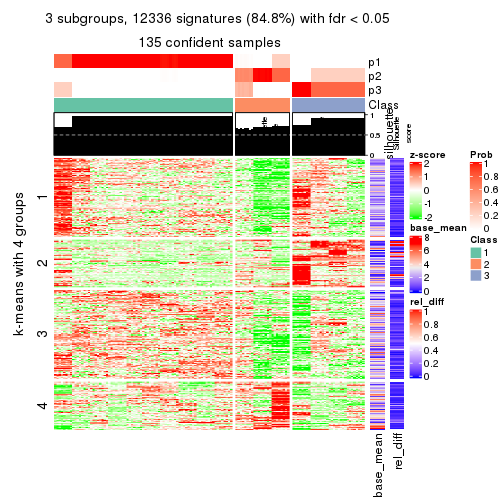 3 subgroups, 12336 signatures (84.8%) with fdr < 0.05
135 confident samples
p1
p2
p3
Class
1
0.5
0
silhouette
Silhouette
score
k-means with 4 groups
1
2
3
4
base_mean
rel_diff
z-score
2
1
0
-1
-2
base_mean
8
6
4
2
0
rel_diff
1
0.8
0.6
0.4
0.2
0
Prob
1
0.8
0.6
0.4
0.2
0
Class
1
2
3